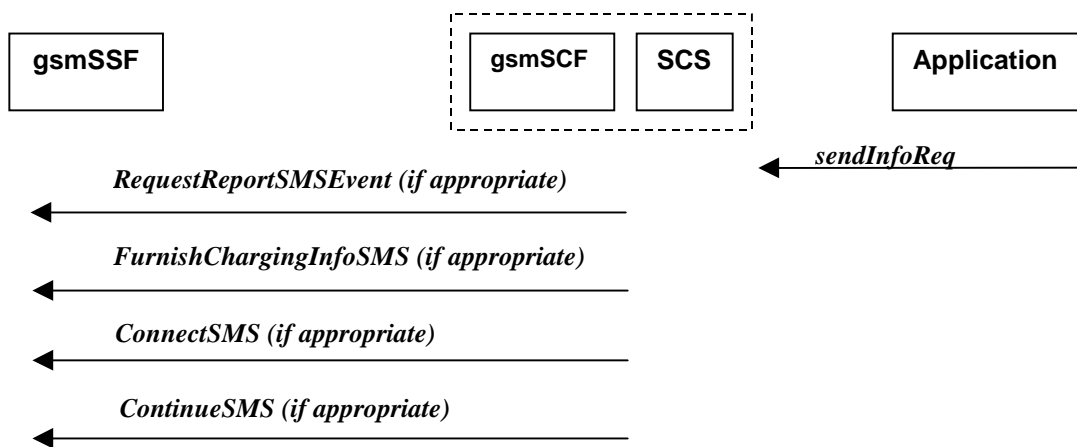 gsmSSF
gsmSCF
SCS
Application
sendInfoReq
RequestReportSMSEvent (if appropriate)
FurnishChargingInfoSMS (if appropriate)
ConnectSMS (if appropriate)
ContinueSMS (if appropriate)